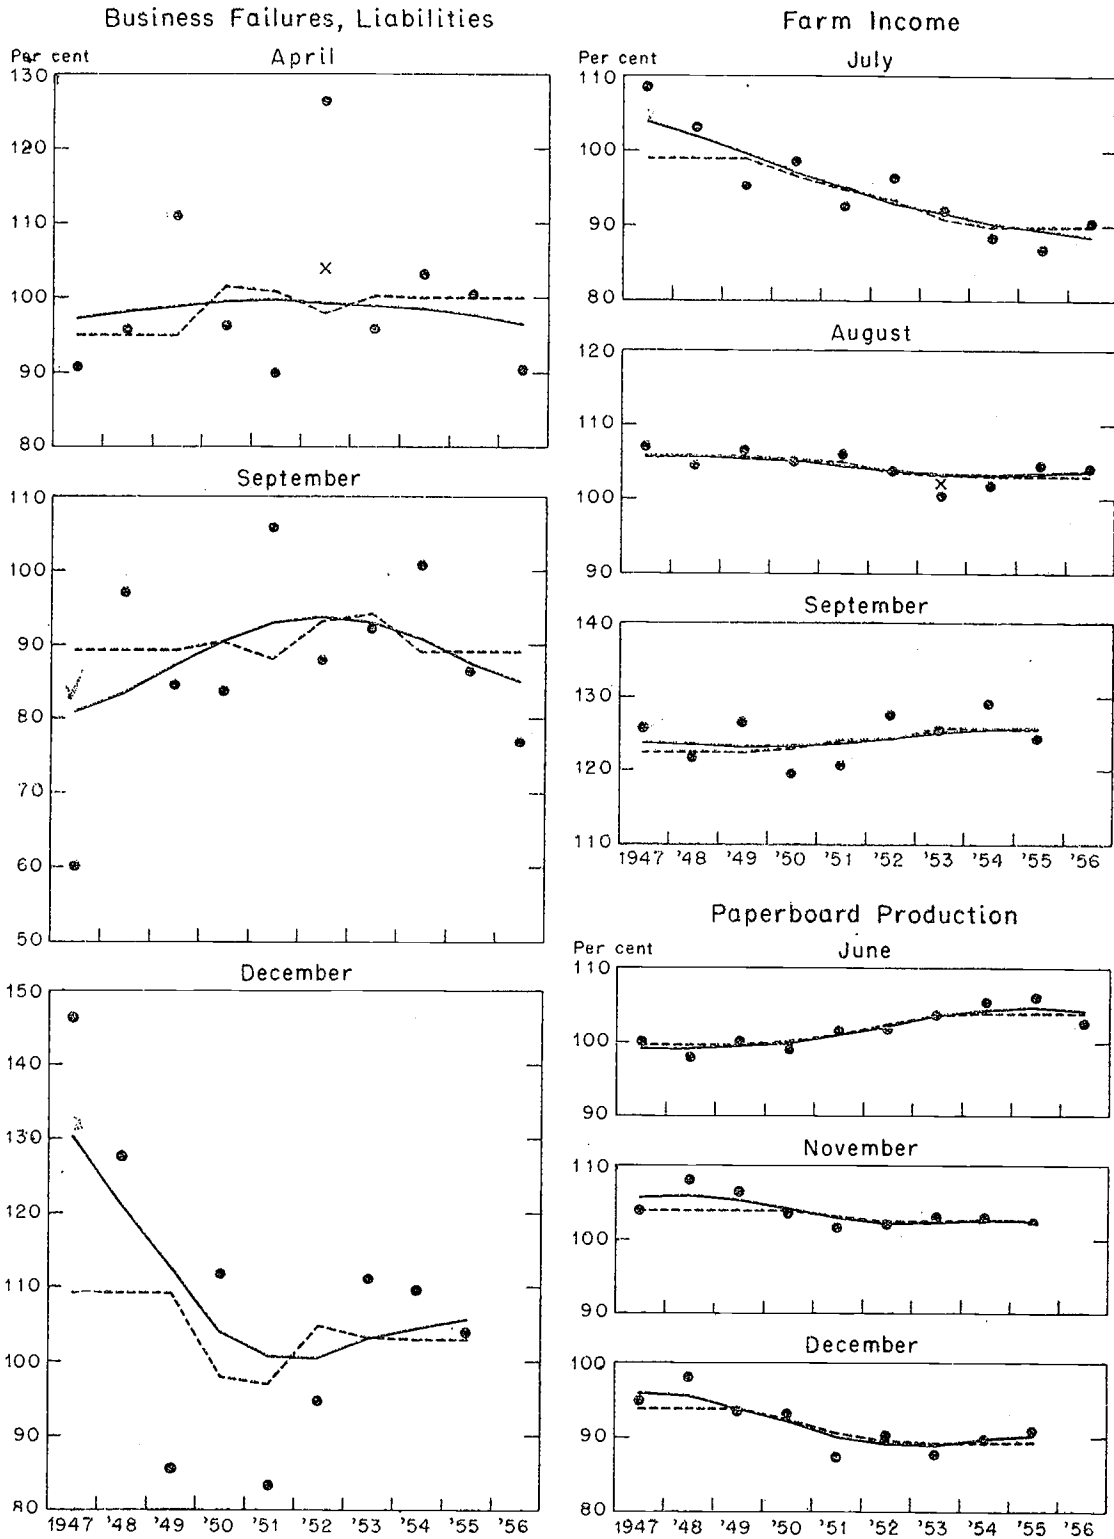 Business Failures, Liabilities
Per cent
April
130
120
110
100
90
80
September
110
100
90
80
70
60
50
December
150
140
130
120
110
100
90
80
1947 '48 '49 '50 '51 '52 '53 '54 '55 '56
Farm Income
Per cent
July
110
100
90
80
August
120
110
100
90
September
140
130
120
110
1947 '48 '49 '50 '51 '52 '53 '54 '55 '56
Paperboard Production
Per cent
June
110
100
90
November
110
100
90
December
100
90
80
1947 '48 '49 '50 '51 '52 '53 '54 '55 '56